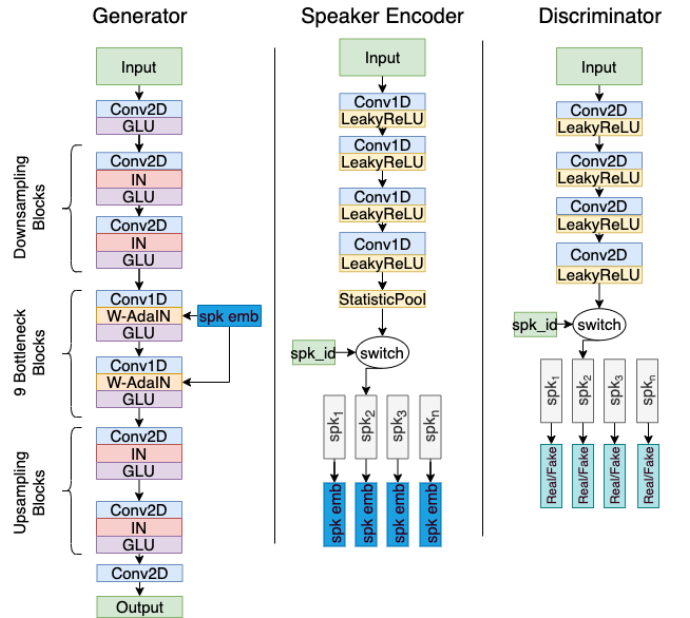 Generator
Input
Conv2D
GLU
Downsampling
Blocks
Conv2D
IN
GLU
Conv2D
IN
GLU
9 Bottleneck
Blocks
Conv1D
W-AdaIN
GLU
spk emb
Conv1D
W-AdaIN
GLU
Upsampling
Blocks
Conv2D
IN
GLU
Conv2D
IN
GLU
Conv2D
Output
Speaker Encoder
Input
Conv1D
LeakyReLU
Conv1D
LeakyReLU
Conv1D
LeakyReLU
Conv1D
LeakyReLU
StatisticPool
spk_id
switch
spk₁
spk₂
spk₃
spkₙ
spk emb
spk emb
spk emb
spk emb
Discriminator
Input
Conv2D
LeakyReLU
Conv2D
LeakyReLU
Conv2D
LeakyReLU
Conv2D
LeakyReLU
spk_id
switch
spk₁
spk₂
spk₃
spkₙ
Real/Fake
Real/Fake
Real/Fake
Real/Fake